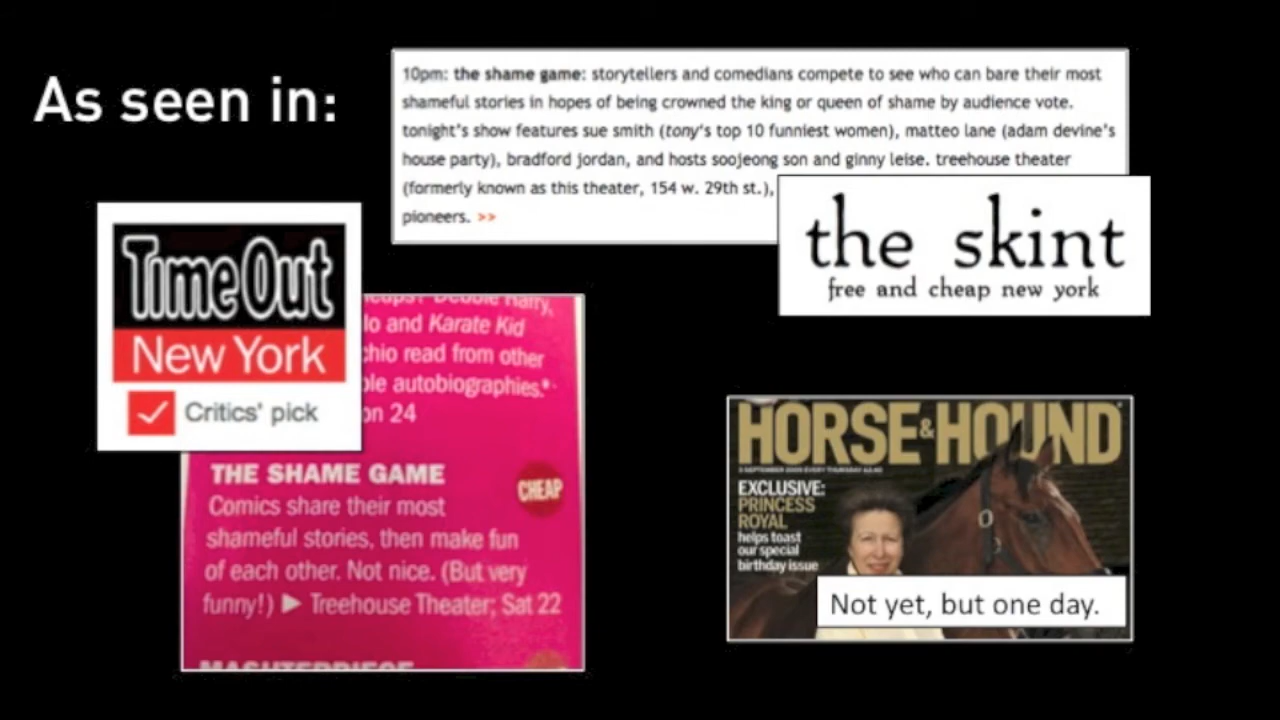 As seen in:
10pm: the shame game: storytellers and comedians compete to see who can bare their most
shameful stories in hopes of being crowned the king or queen of shame by audience vote.
tonight's show features sue smith (tony's top 10 funniest women), matteo lane (adam devine's
house party), bradford jordan, and hosts soojeong son and ginny leise. treehouse theater
(formerly known as this theater, 154 w. 29th st.),
pioneers. >>
the skint
free and cheap new york
Time Out
New York
Critics' pick
Debbie Harry,
lo and Karate Kid
chio read from other
ble autobiographies.
on 24
THE SHAME GAME
CHEAP
Comics share their most
shameful stories, then make fun
of each other. Not nice. (But very
funny!) ▶ Treehouse Theater; Sat 22
HORSE & HOUND
EXCLUSIVE:
PRINCESS
ROYAL
helps toast
our special
birthday issue
Not yet, but one day.